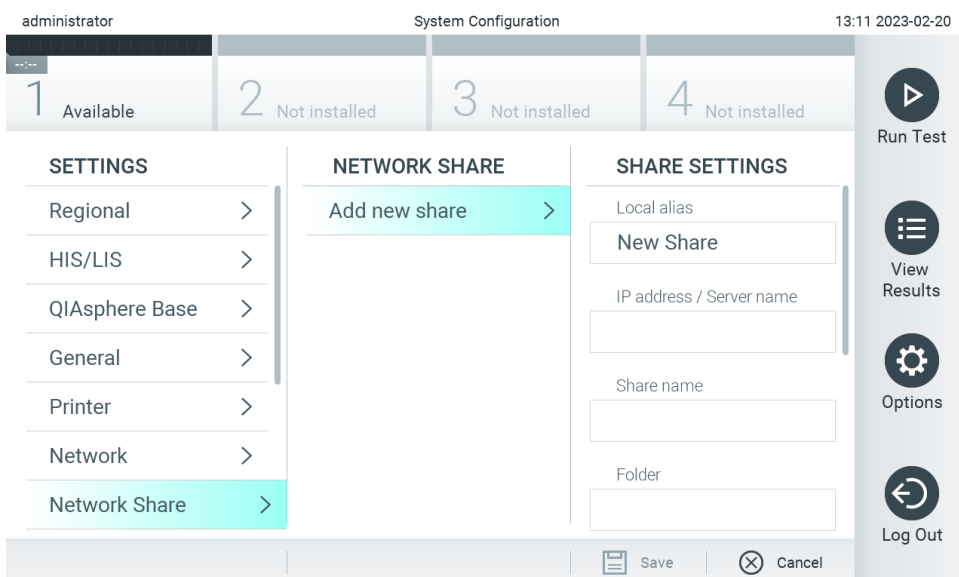 administrator System Configuration 13:11 2023-02-20
--:--
1 Available 2 Not installed 3 Not installed 4 Not installed
Run Test
SETTINGS NETWORK SHARE SHARE SETTINGS
Regional Add new share Local alias
New Share
HIS/LIS
View
Results
QIAsphere Base IP address / Server name
General
Share name
Printer Options
Network
Folder
Network Share
Log Out
Save Cancel